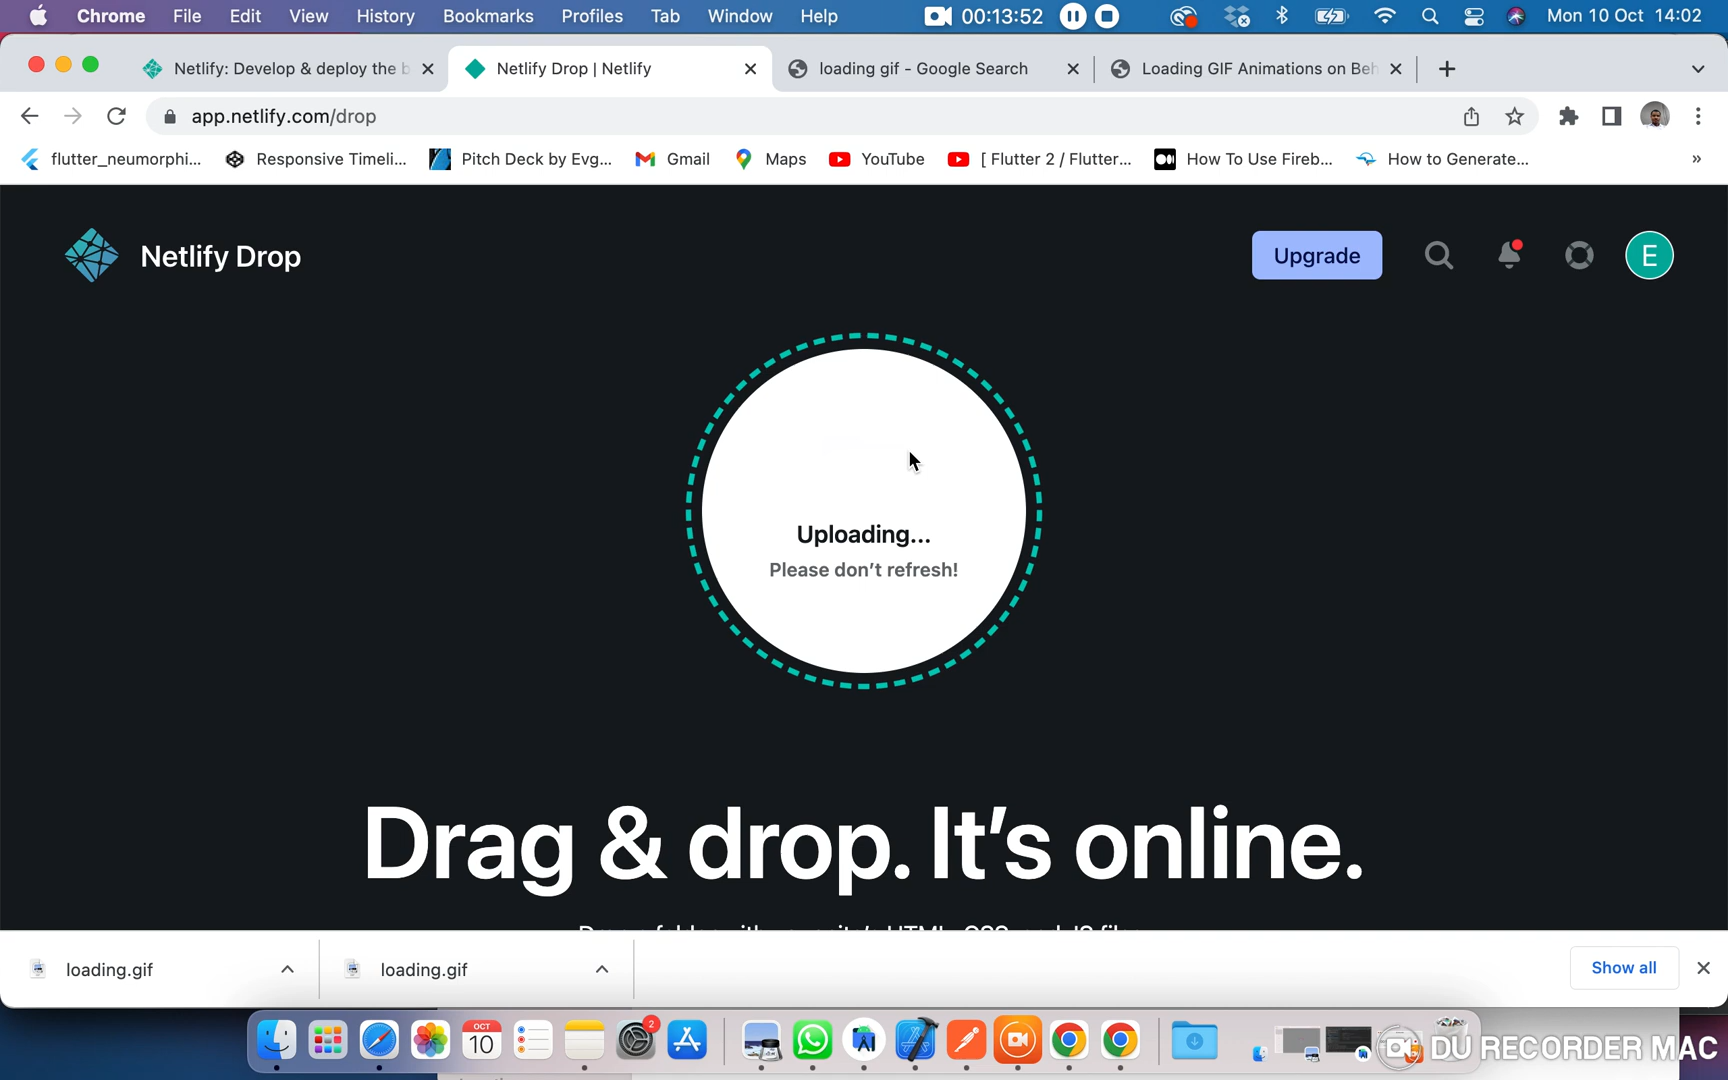 Chrome File Edit View History Bookmarks Profiles Tab Window Help 00:13:52 Mon 10 Oct 14:02
Netlify: Develop & deploy the b Netlify Drop | Netlify loading gif - Google Search Loading GIF Animations on Beh
app.netlify.com/drop
flutter_neumorphi... Responsive Timeli... Pitch Deck by Evg... Gmail Maps YouTube [ Flutter 2 / Flutter... How To Use Fireb... How to Generate... »
Netlify Drop Upgrade E
Uploading...
Please don't refresh!
Drag & drop. It's online.
loading.gif loading.gif Show all
OCT 10 2
DU RECORDER MAC